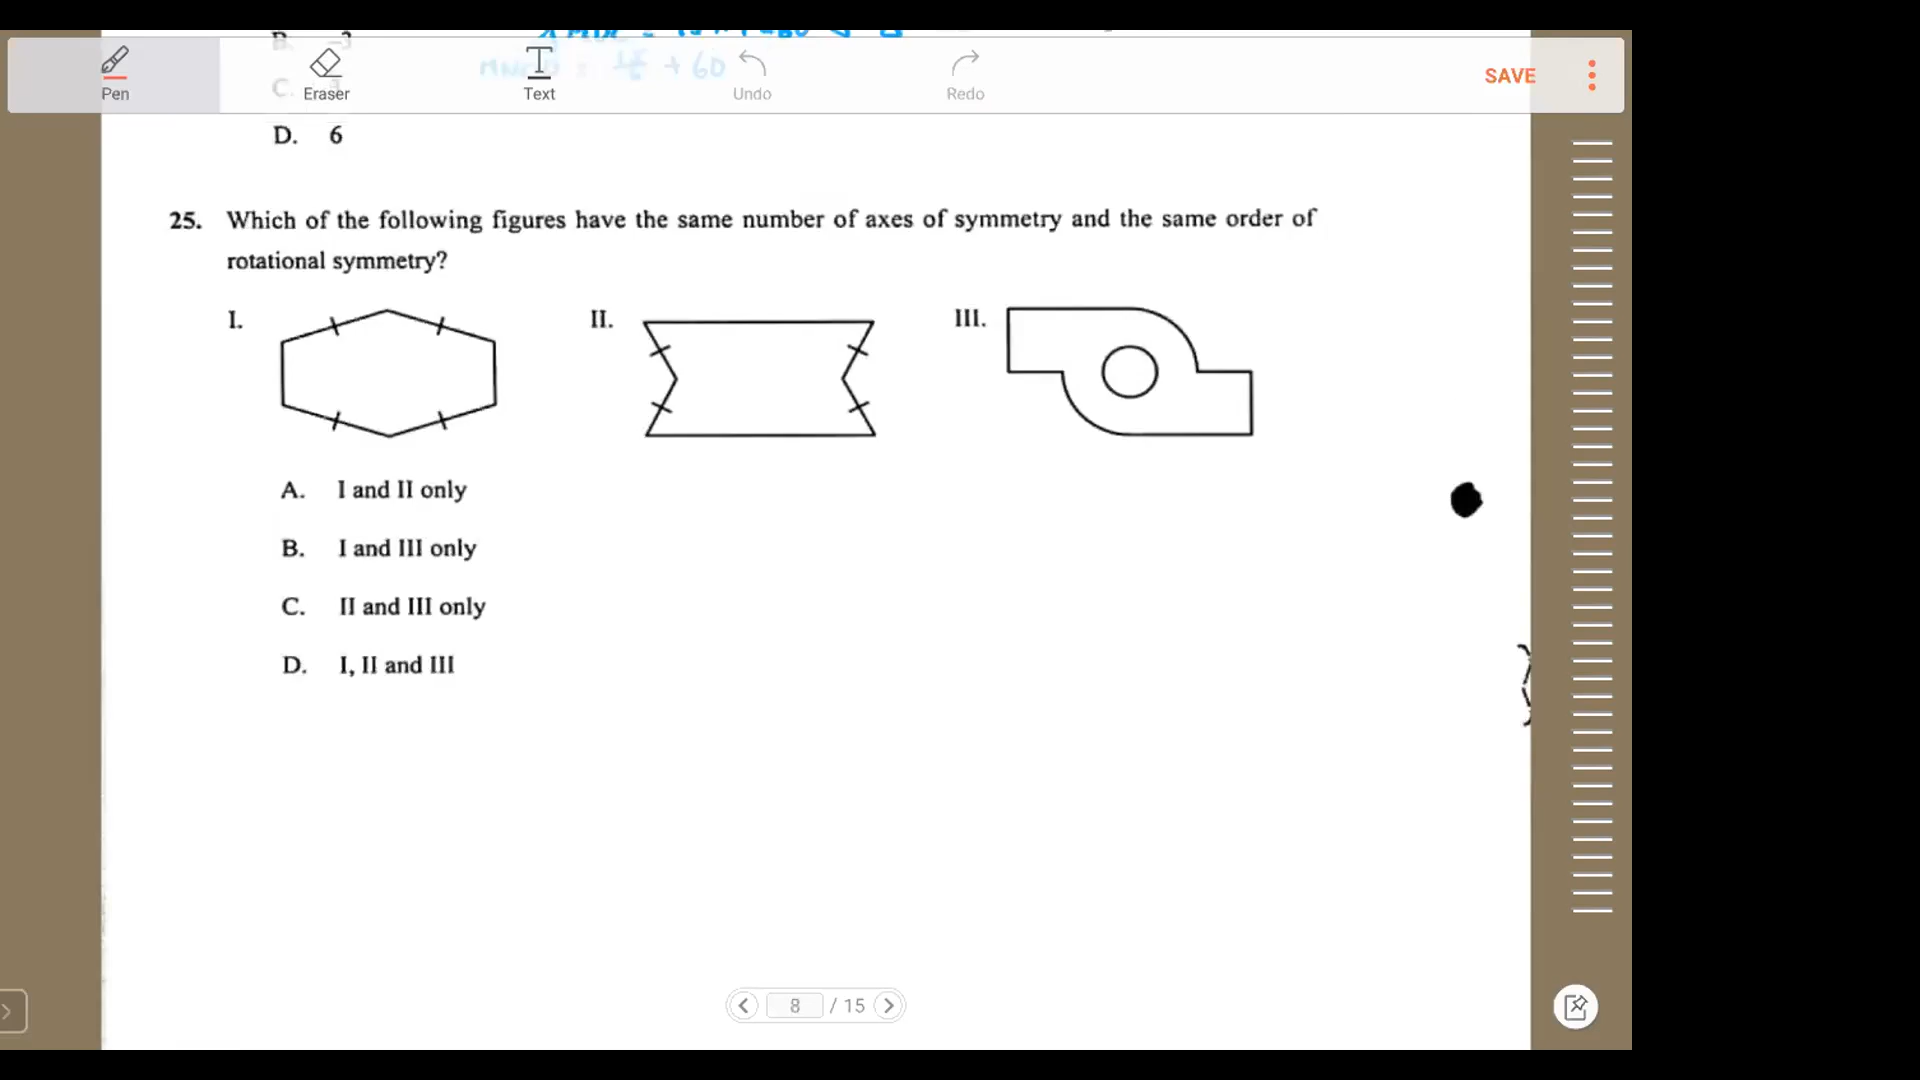 Pen
Eraser
Text
Undo
Redo
SAVE
+ 60
D. 6
25. Which of the following figures have the same number of axes of symmetry and the same order of
rotational symmetry?
I.
II.
III.
A. I and II only
B. I and III only
C. II and III only
D. I, II and III
8 / 15